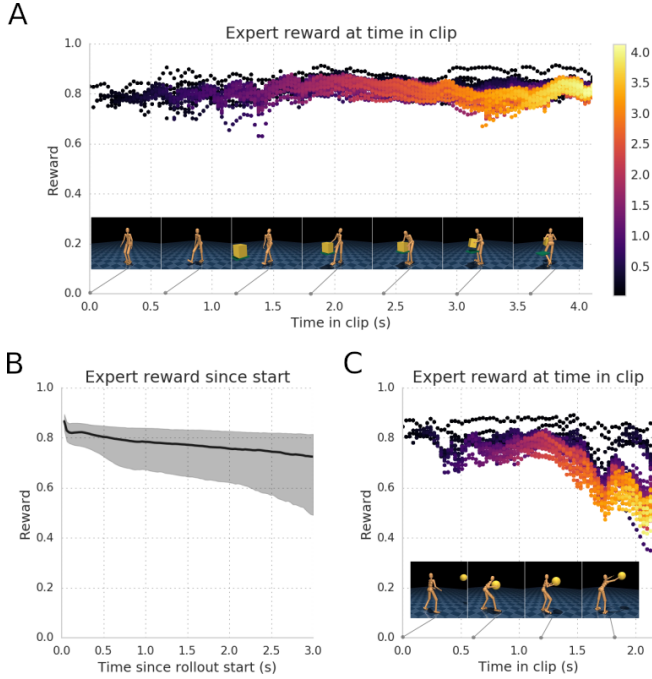 A
Expert reward at time in clip
1.0
0.8
0.6
0.4
0.2
0.0
Reward
0.0 0.5 1.0 1.5 2.0 2.5 3.0 3.5 4.0
Time in clip (s)
4.0
3.5
3.0
2.5
2.0
1.5
1.0
0.5
B
Expert reward since start
1.0
0.8
0.6
0.4
0.2
0.0
Reward
0.0 0.5 1.0 1.5 2.0 2.5 3.0
Time since rollout start (s)
C
Expert reward at time in clip
1.0
0.8
0.6
0.4
0.2
0.0
Reward
0.0 0.5 1.0 1.5 2.0
Time in clip (s)